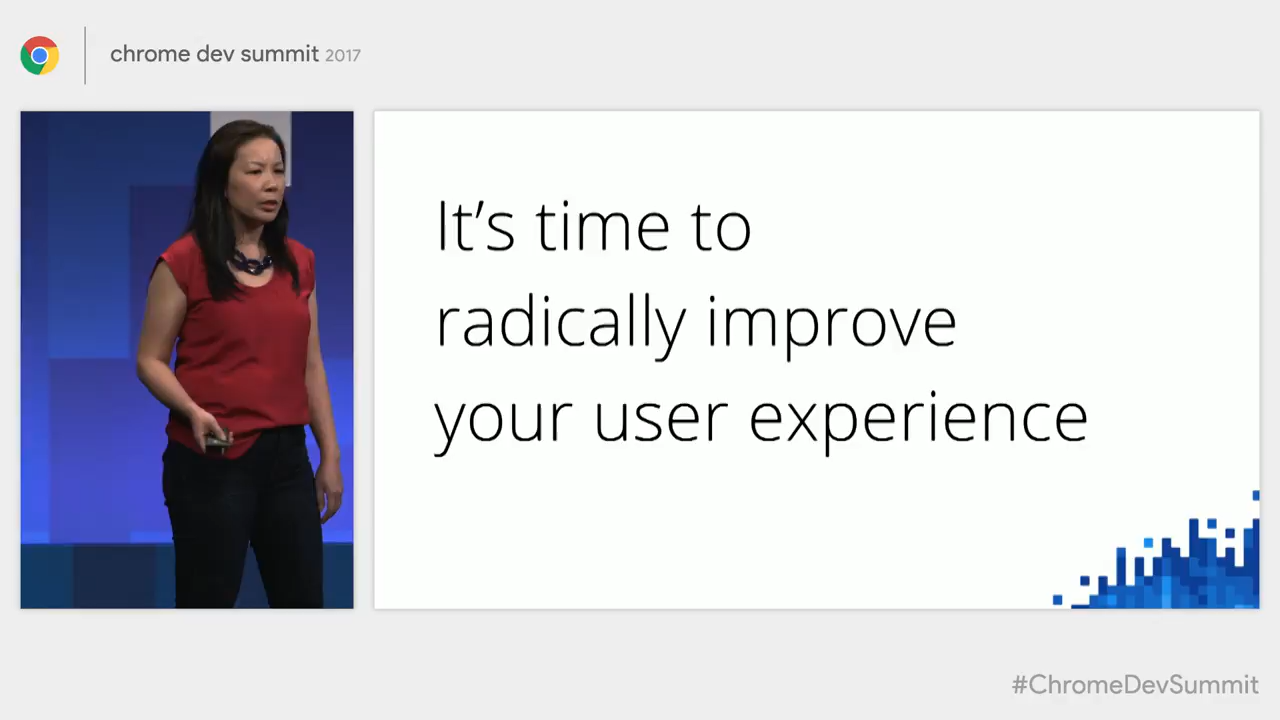 chrome dev summit 2017
It's time to
radically improve
your user experience
#ChromeDevSummit